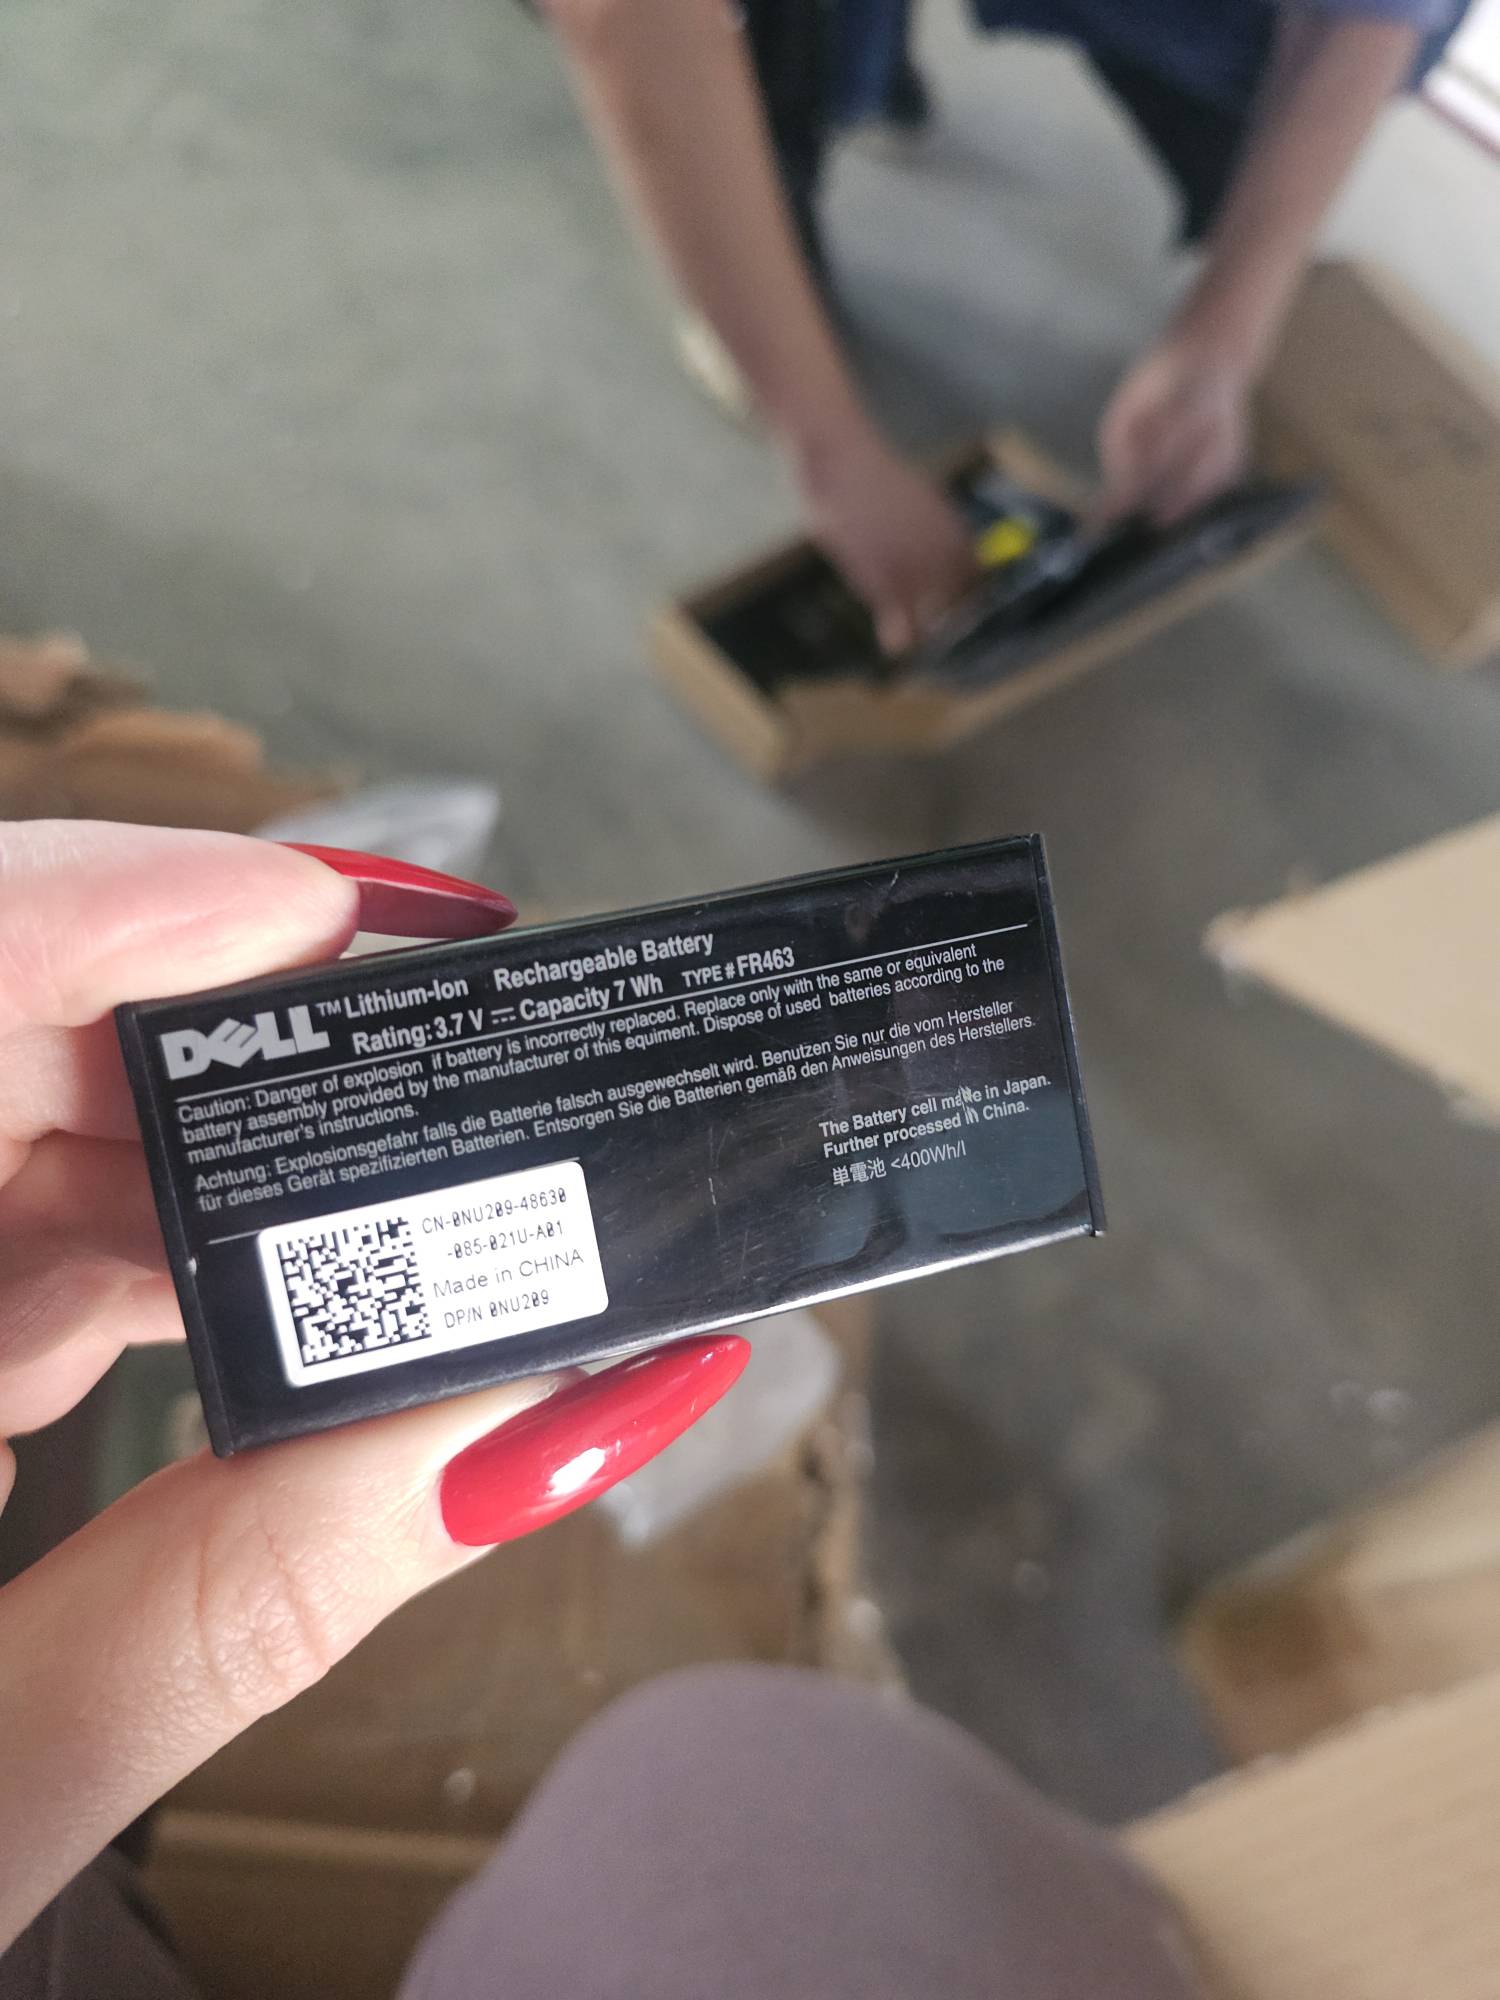 DELL™ Lithium-Ion Rechargeable Battery
Rating: 3.7 V ⎓ Capacity 7 Wh TYPE # FR463
Caution: Danger of explosion if battery is incorrectly replaced. Replace only with the same or equivalent
battery assembly provided by the manufacturer of this equiment. Dispose of used batteries according to the
manufacturer's instructions.
Achtung: Explosionsgefahr falls die Batterie falsch ausgewechselt wird. Benutzen Sie nur die vom Hersteller
für dieses Gerät spezifizierten Batterien. Entsorgen Sie die Batterien gemäß den Anweisungen des Herstellers.
The Battery cell made in Japan.
Further processed in China.
単電池 <400Wh/l
CN-0NU209-48630
-085-021U-A01
Made in CHINA
DP/N 0NU209